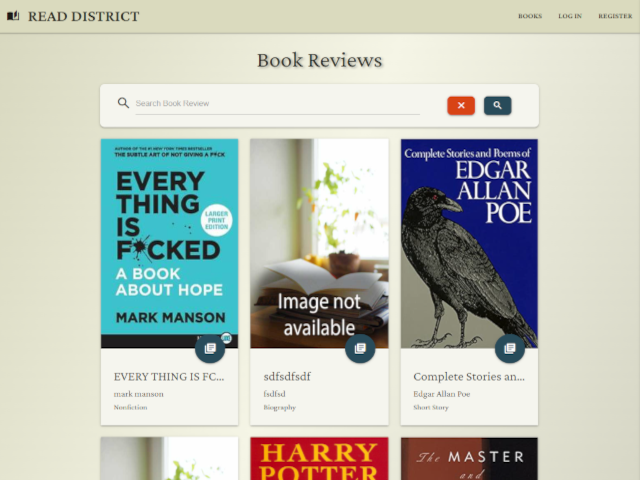 READ DISTRICT
BOOKS
LOG IN
REGISTER
Book Reviews
Search Book Review
AUTHOR OF THE #1 NEW YORK TIMES BESTSELLER
THE SUBTLE ART OF NOT GIVING A F*CK
EVERY
THING
IS
F*CKED
LARGER
PRINT
EDITION
A BOOK
ABOUT HOPE
MARK MANSON
Image not
available
Complete Stories and Poems of
EDGAR
ALLAN
POE
EVERYTHING IS FC...
mark manson
Nonfiction
sdfsdfsdf
fsdfsd
Biography
Complete Stories an...
Edgar Allan Poe
Short Story
HARRY
POTTER
The MASTER
and